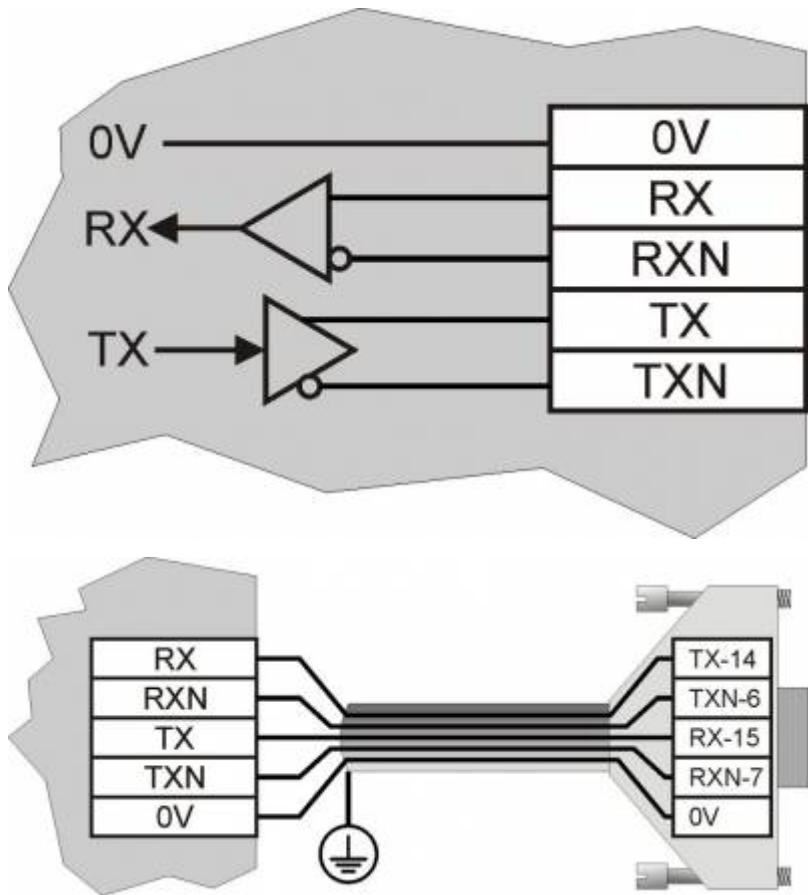 0V 0V
RX RX
RXN
TX TX
TXN
RX TX-14
RXN TXN-6
TX RX-15
TXN RXN-7
0V 0V